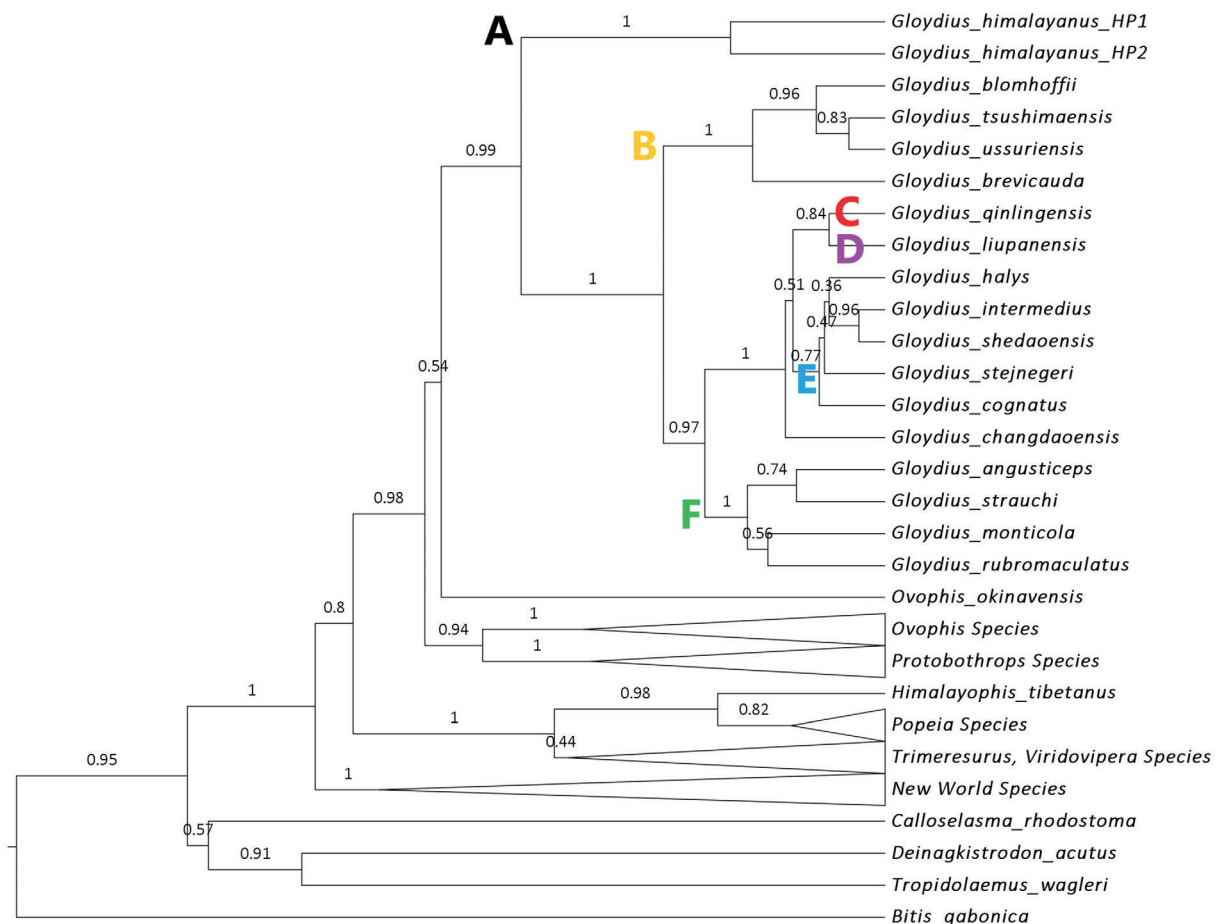 A
1
Gloydius_himalayanus_HP1
Gloydius_himalayanus_HP2
0.96
Gloydius_blomhoffii
0.83
Gloydius_tsushimaensis
0.99
B
1
Gloydius_ussuriensis
Gloydius_brevicauda
0.84
C
Gloydius_qinlingensis
D
Gloydius_liupanensis
1
0.51
0.36
Gloydius_halys
0.96
Gloydius_intermedius
0.47
Gloydius_shedaoensis
1
0.77
E
Gloydius_stejnegeri
0.54
Gloydius_cognatus
0.97
Gloydius_changdaoensis
0.74
Gloydius_angusticeps
0.98
F
1
Gloydius_strauchi
0.56
Gloydius_monticola
Gloydius_rubromaculatus
Ovophis_okinavensis
0.8
0.94
1
Ovophis Species
1
Protobothrops Species
1
0.98
Himalayophis_tibetanus
1
0.82
Popeia Species
0.44
Trimeresurus, Viridovipera Species
0.95
1
New World Species
0.57
Calloselasma_rhodostoma
0.91
Deinagkistrodon_acutus
Tropidolaemus_wagleri
Bitis_gabonica